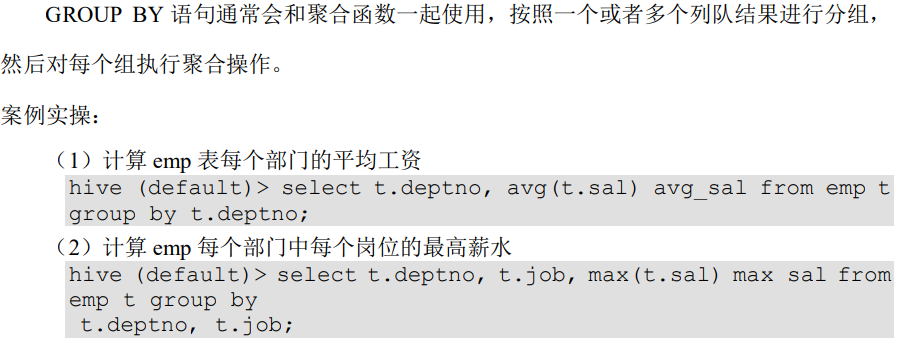 GROUP BY 语句通常会和聚合函数一起使用，按照一个或者多个列队结果进行分组，
然后对每个组执行聚合操作。
案例实操：
（1）计算 emp 表每个部门的平均工资
hive (default)> select t.deptno, avg(t.sal) avg_sal from emp t
group by t.deptno;
（2）计算 emp 每个部门中每个岗位的最高薪水
hive (default)> select t.deptno, t.job, max(t.sal) max sal from
emp t group by
t.deptno, t.job;